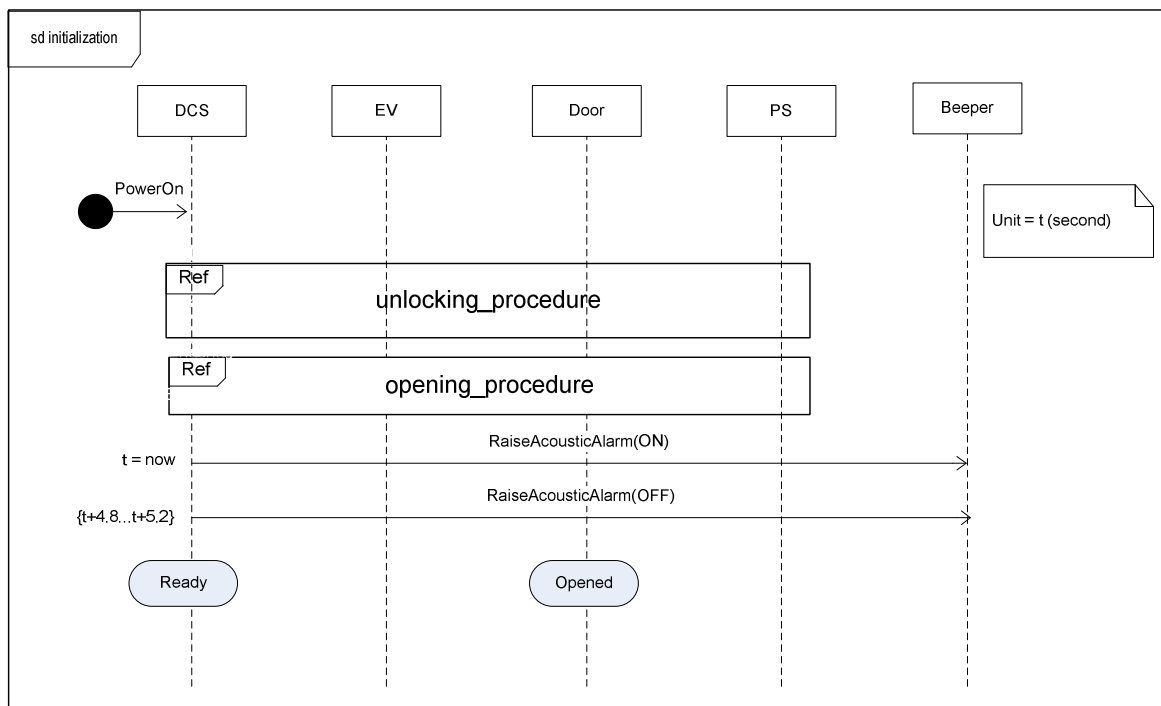 sd initialization
DCS
EV
Door
PS
Beeper
PowerOn
Unit = t (second)
Ref
unlocking_procedure
Ref
opening_procedure
RaiseAcousticAlarm(ON)
t = now
RaiseAcousticAlarm(OFF)
{t+4.8...t+5.2}
Ready
Opened